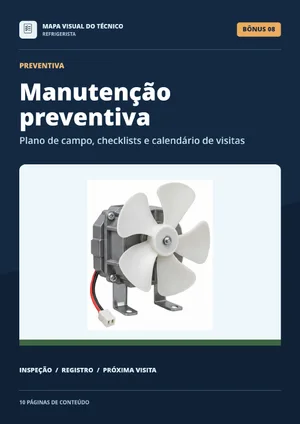 MAPA VISUAL DO TÉCNICO
REFRIGERISTA
BÔNUS 08
PREVENTIVA
Manutenção
preventiva
Plano de campo, checklists e calendário de visitas
INSPEÇÃO / REGISTRO / PRÓXIMA VISITA
10 PÁGINAS DE CONTEÚDO